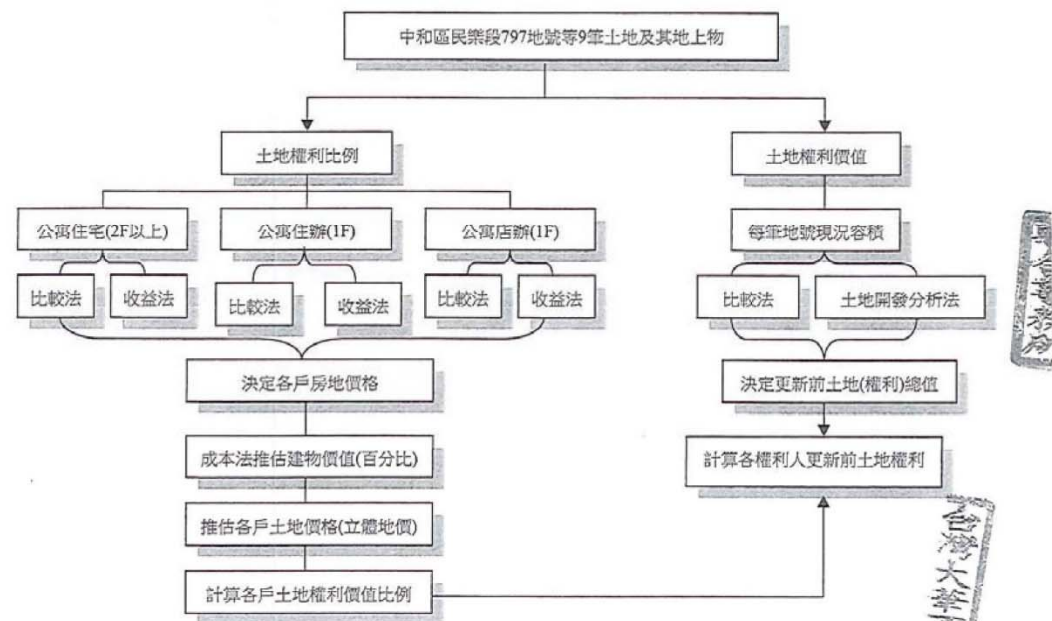 中和區民樂段797地號等9筆土地及其地上物
土地權利比例
土地權利價值
公寓住宅(2F以上)
公寓住辦(1F)
公寓店辦(1F)
每筆地號現況容積
比較法
收益法
比較法
收益法
比較法
收益法
比較法
土地開發分析法
決定各戶房地價格
決定更新前土地(權利)總值
成本法推估建物價值(百分比)
計算各權利人更新前土地權利
推估各戶土地價格(立體地價)
計算各戶土地權利價值比例